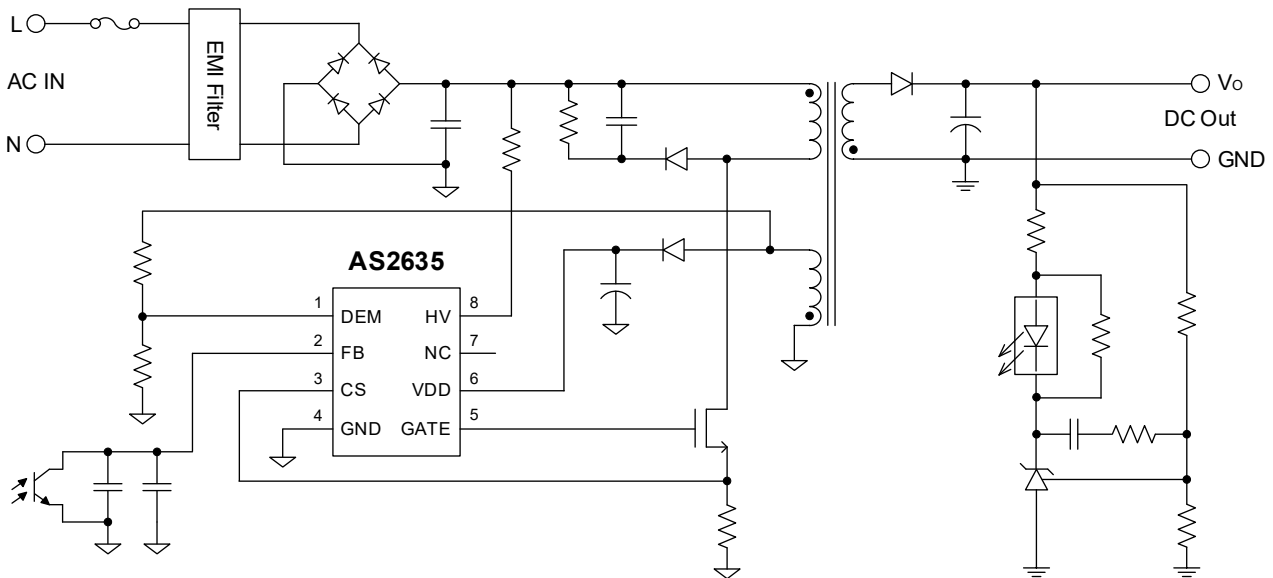 L
AC IN
N
EMI Filter
Vo
DC Out
GND
AS2635
1 DEM
2 FB
3 CS
4 GND
8 HV
7 NC
6 VDD
5 GATE